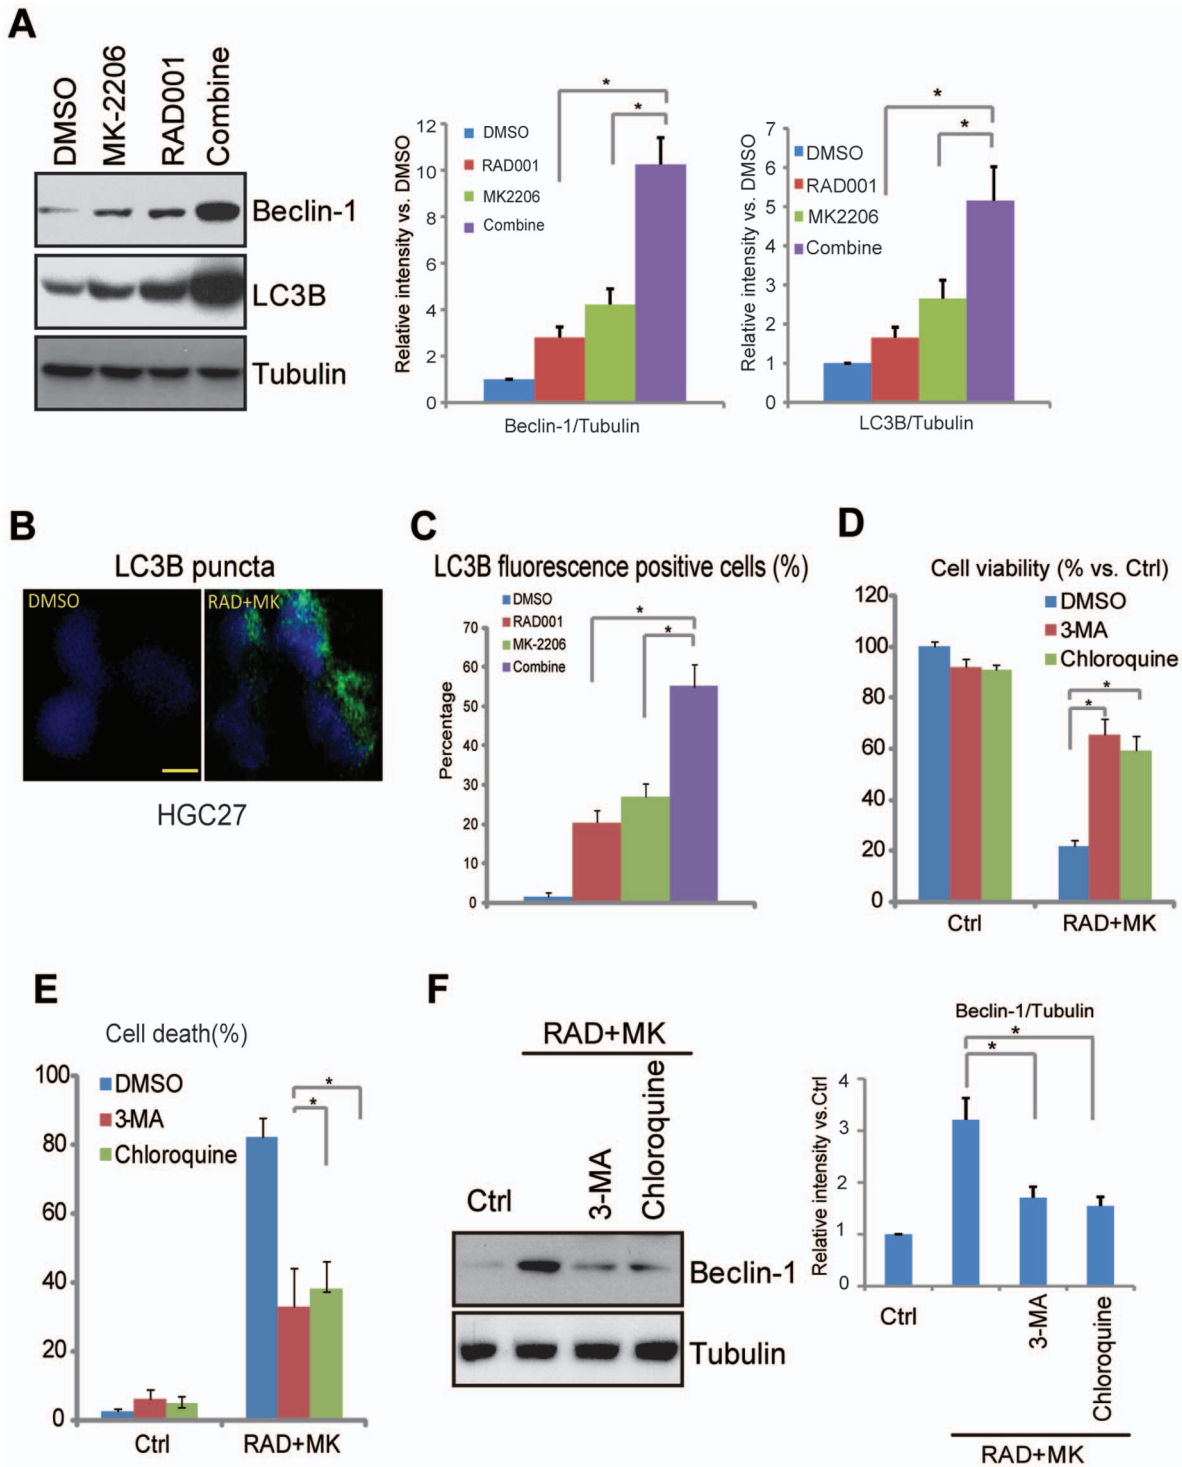 A
DMSO
MK-2206
RAD001
Combine
Beclin-1
LC3B
Tubulin
Relative intensity vs. DMSO
12
10
8
6
4
2
0
DMSO
RAD001
MK2206
Combine
*
*
Beclin-1/Tubulin
Relative intensity vs. DMSO
7
6
5
4
3
2
1
0
DMSO
RAD001
MK2206
Combine
*
*
LC3B/Tubulin
B
LC3B puncta
DMSO
RAD+MK
HGC27
C
LC3B fluorescence positive cells (%)
DMSO
RAD001
MK-2206
Combine
*
*
Percentage
70
60
50
40
30
20
10
0
D
Cell viability (% vs. Ctrl)
DMSO
3-MA
Chloroquine
*
*
120
100
80
60
40
20
0
Ctrl
RAD+MK
E
Cell death(%)
DMSO
3-MA
Chloroquine
*
*
100
80
60
40
20
0
Ctrl
RAD+MK
F
RAD+MK
Ctrl
3-MA
Chloroquine
Beclin-1
Tubulin
Beclin-1/Tubulin
*
*
Relative intensity vs.Ctrl
4
3
2
1
0
Ctrl
3-MA
Chloroquine
RAD+MK